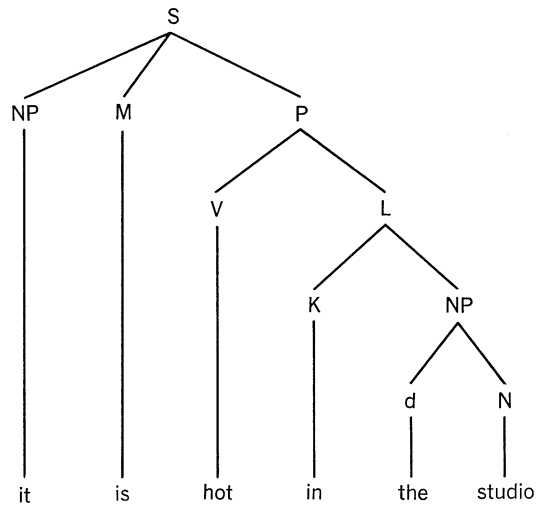 S
NP M P
V L
K NP
d N
it is hot in the studio